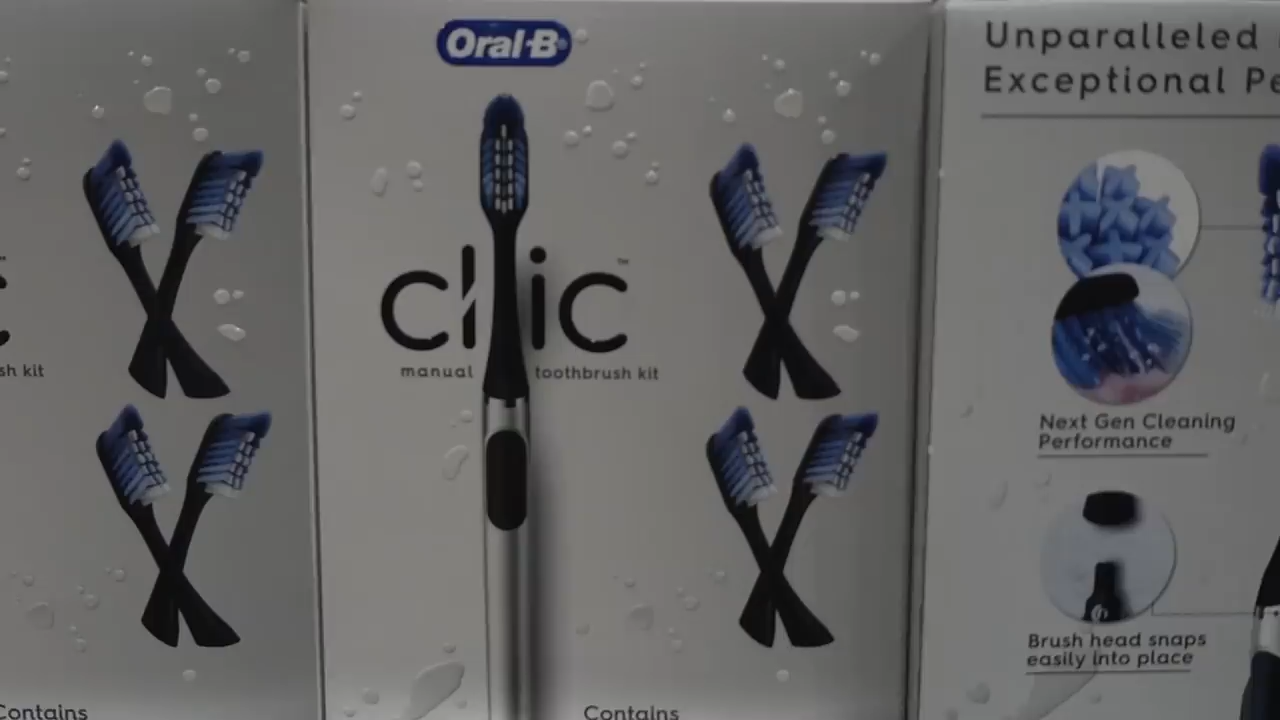 sh kit
Contains
Oral-B
clic™
manual toothbrush kit
Contains
Unparalleled
Exceptional Pe
Next Gen Cleaning
Performance
Brush head snaps
easily into place